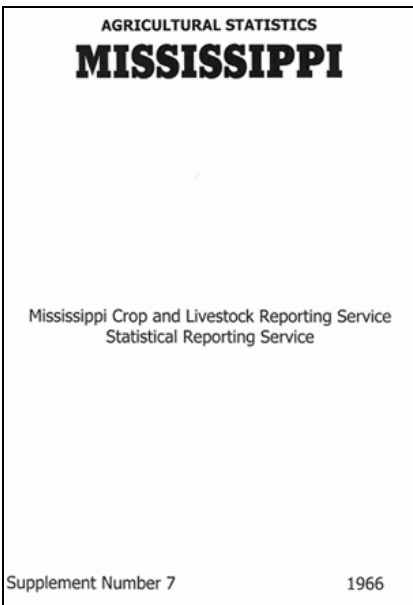 AGRICULTURAL STATISTICS
MISSISSIPPI
Mississippi Crop and Livestock Reporting Service
Statistical Reporting Service
Supplement Number 7 1966